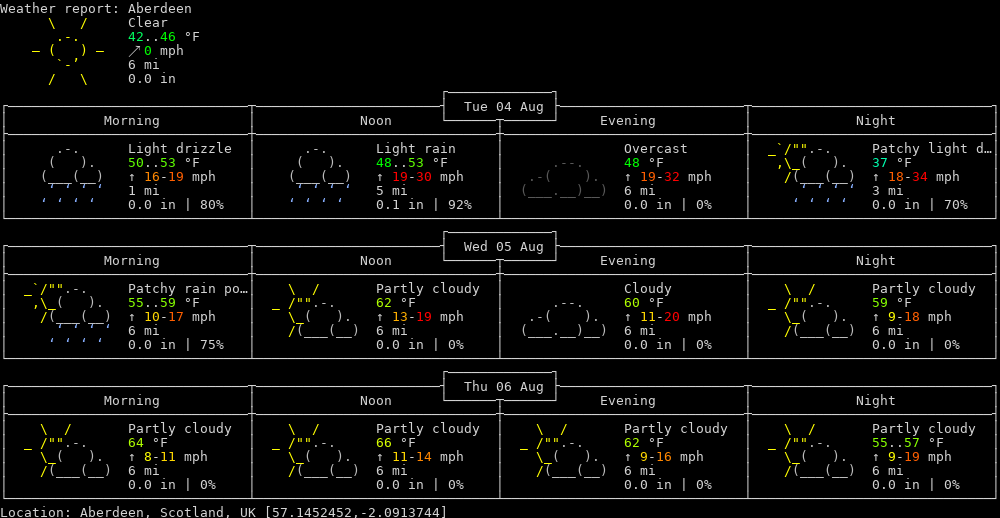 Weather report: Aberdeen
Clear
42..46 °F
↗ 0 mph
6 mi
0.0 in
Tue 04 Aug
Morning Noon Evening Night
Light drizzle Light rain Overcast Patchy light d…
50..53 °F 48..53 °F 48 °F 37 °F
↑ 16-19 mph ↑ 19-30 mph ↑ 19-32 mph ↑ 18-34 mph
1 mi 5 mi 6 mi 3 mi
0.0 in | 80% 0.1 in | 92% 0.0 in | 0% 0.0 in | 70%
Wed 05 Aug
Morning Noon Evening Night
Patchy rain po… Partly cloudy Cloudy Partly cloudy
55..59 °F 62 °F 60 °F 59 °F
↑ 10-17 mph ↑ 13-19 mph ↑ 11-20 mph ↑ 9-18 mph
6 mi 6 mi 6 mi 6 mi
0.0 in | 75% 0.0 in | 0% 0.0 in | 0% 0.0 in | 0%
Thu 06 Aug
Morning Noon Evening Night
Partly cloudy Partly cloudy Partly cloudy Partly cloudy
64 °F 66 °F 62 °F 55..57 °F
↑ 8-11 mph ↑ 11-14 mph ↑ 9-16 mph ↑ 9-19 mph
6 mi 6 mi 6 mi 6 mi
0.0 in | 0% 0.0 in | 0% 0.0 in | 0% 0.0 in | 0%
Location: Aberdeen, Scotland, UK [57.1452452,-2.0913744]